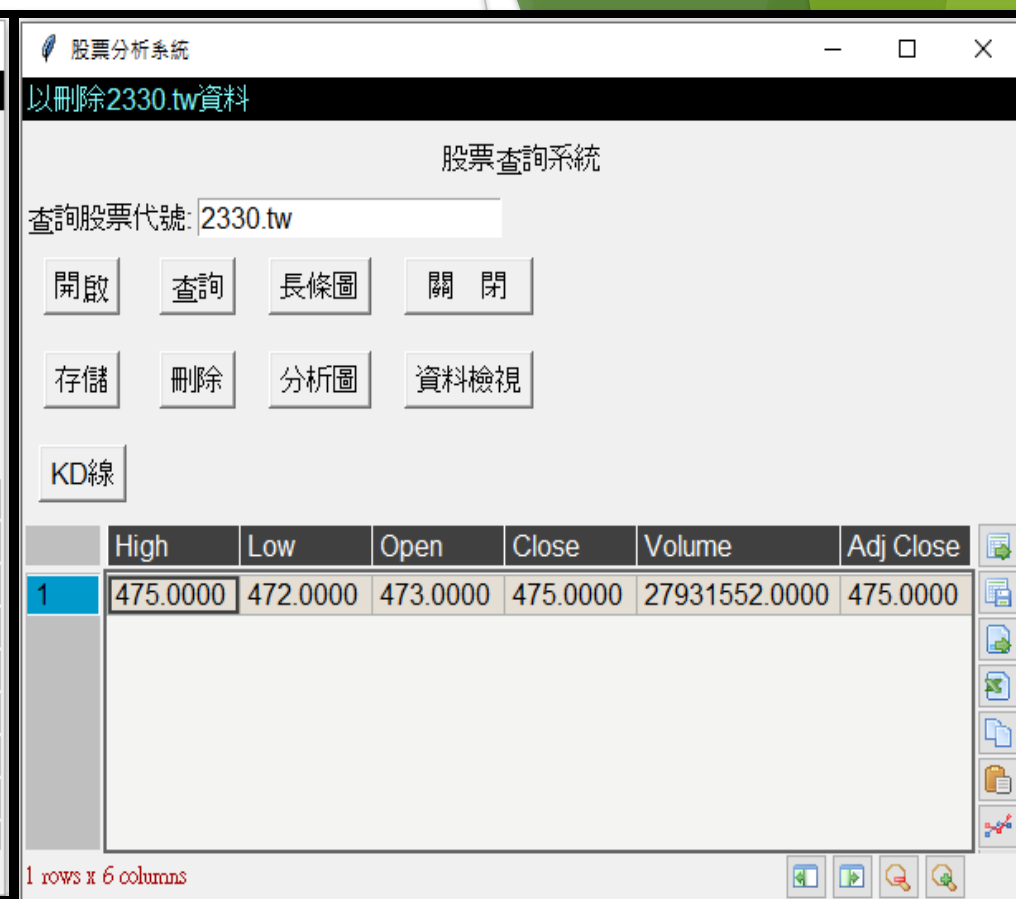 股票分析系統
以刪除2330.tw資料
股票查詢系統
查詢股票代號: 2330.tw
開啟 查詢 長條圖 關 閉
存儲 刪除 分析圖 資料檢視
KD線
High Low Open Close Volume Adj Close
1 475.0000 472.0000 473.0000 475.0000 27931552.0000 475.0000
1 rows x 6 columns